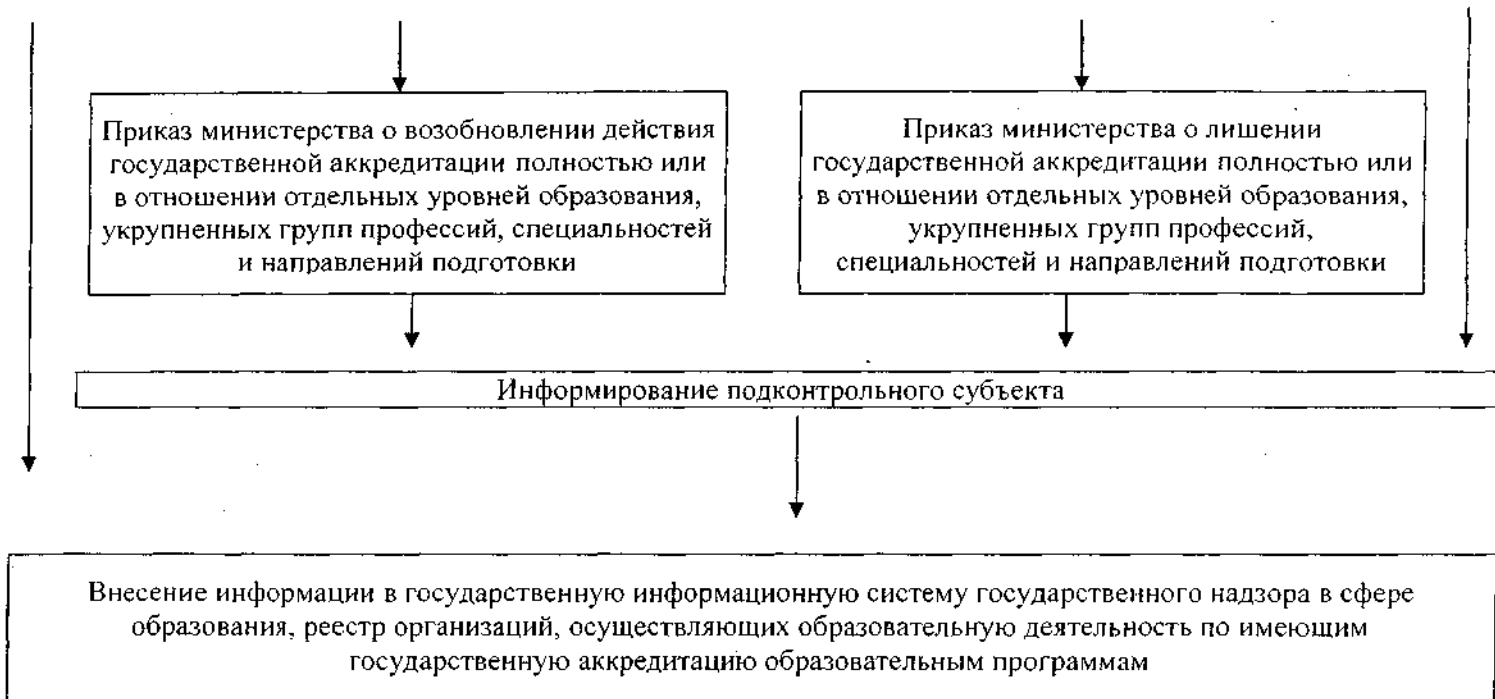 Приказ министерства о возобновлении действия
государственной аккредитации полностью или
в отношении отдельных уровней образования,
укрупненных групп профессий, специальностей
и направлений подготовки
Приказ министерства о лишении
государственной аккредитации полностью или
в отношении отдельных уровней образования,
укрупненных групп профессий,
специальностей и направлений подготовки
Информирование подконтрольного субъекта
Внесение информации в государственную информационную систему государственного надзора в сфере
образования, реестр организаций, осуществляющих образовательную деятельность по имеющим
государственную аккредитацию образовательным программам